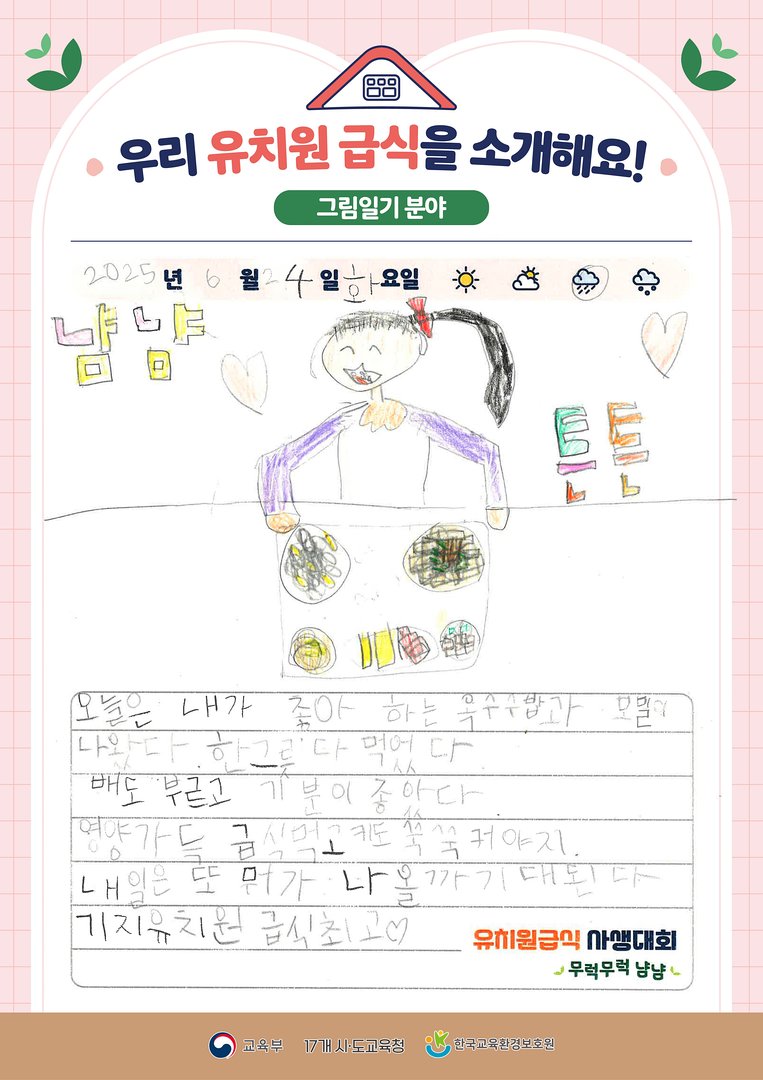 우리 유치원 급식을 소개해요!
그림일기 분야
2025년 6월 24일 화요일
냠냠
튼튼
오늘은 내가 좋아 하는 옥수수밥과 모밀이
나왔다. 한그릇 다 먹었다
배도 부르고 기분이 좋았다
영양가득 급식먹고 키도 쑥쑥 커야지.
내일은 또 뭐가 나올까 기대된다
기지유치원 급식최고♡
유치원급식 사생대회
무럭무럭 냠냠
교육부 17개 시·도교육청 한국교육환경보호원